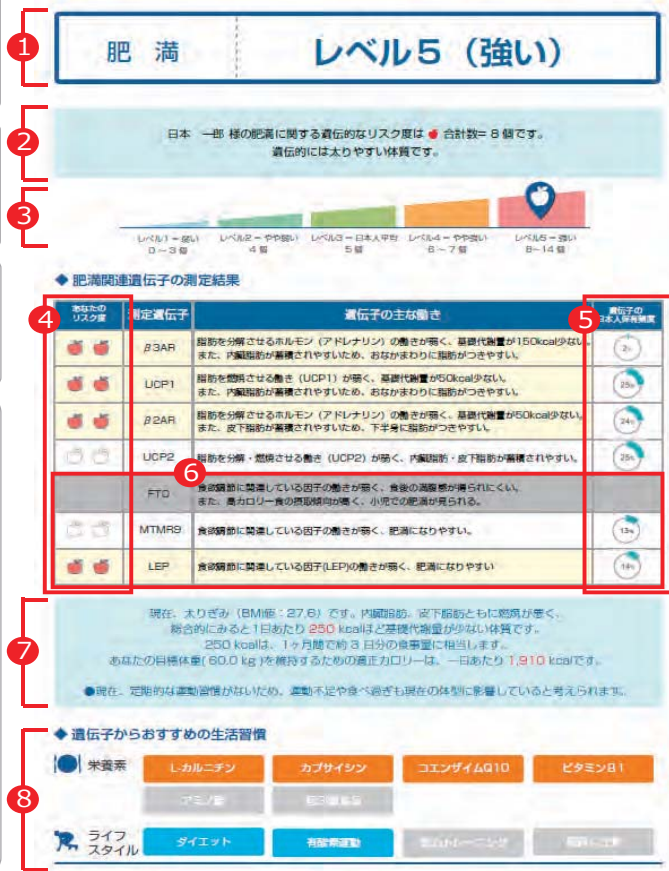 1
肥 満
レベル5（強い）
2
日本 一郎 様の肥満に関する遺伝的なリスク度は 合計数= 8 個です。
遺伝的には太りやすい体質です。
3
レベル1 − 弱い
0〜3 個
レベル2 − やや弱い
4 個
レベル3 − 日本人平均
5 個
レベル4 − やや強い
6〜7 個
レベル5 − 強い
8〜14 個
◆ 肥満関連遺伝子の測定結果
4
あなたの
リスク度
測定遺伝子
遺伝子の主な働き
5
遺伝子の
日本人保有頻度
β3AR
脂肪を分解させるホルモン（アドレナリン）の働きが弱く、基礎代謝量が150kcal少ない。
また、内臓脂肪が蓄積されやすいため、おなかまわりに脂肪がつきやすい。
2%
UCP1
脂肪を燃焼させる働き（UCP1）が弱く、基礎代謝量が50kcal少ない。
また、内臓脂肪が蓄積されやすいため、おなかまわりに脂肪がつきやすい。
25%
β2AR
脂肪を分解させるホルモン（アドレナリン）の働きが弱く、基礎代謝量が50kcal少ない。
また、皮下脂肪が蓄積されやすいため、下半身に脂肪がつきやすい。
24%
UCP2
脂肪を分解・燃焼させる働き（UCP2）が弱く、内臓脂肪・皮下脂肪が蓄積されやすい。
25%
6
FTO
食欲調節に関連している因子の働きが弱く、食後の満腹感が得られにくい。
また、高カロリー食の摂取傾向が高く、小児での肥満が見られる。
MTMR9
食欲調節に関連している因子の働きが弱く、肥満になりやすい。
13%
LEP
食欲調節に関連している因子(LEP)の働きが弱く、肥満になりやすい
19%
7
現在、太りぎみ（BMI値：27.6）です。内臓脂肪、皮下脂肪ともに燃焼が悪く、
総合的にみると1日あたり 250 kcalほど基礎代謝量が少ない体質です。
250 kcalは、1ヶ月間で約 3 日分の食事量に相当します。
あなたの目標体重( 60.0 kg )を維持するための適正カロリーは、一日あたり 1,910 kcalです。
●現在、定期的な運動習慣がないため、運動不足や食べ過ぎも現在の体型に影響していると考えられます。
8
◆ 遺伝子からおすすめの生活習慣
栄養素
L-カルニチン
カプサイシン
コエンザイムQ10
ビタミンB1
アミノ酸
ライフ
スタイル
ダイエット
有酸素運動